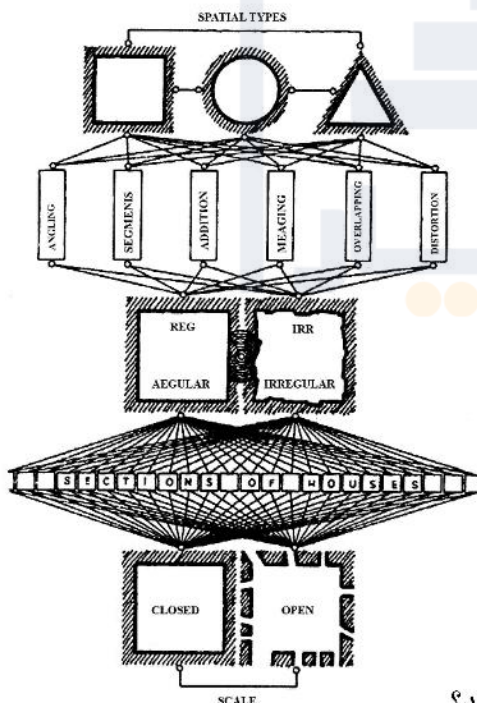 SPATIAL TYPES
ANGLING
SEGMENIS
ADDITION
MEAGING
OVERLAPPING
DISTORTION
REG
IRR
AEGULAR
IRREGULAR
SECTIONS OF HOUSES
CLOSED
OPEN
SCALE